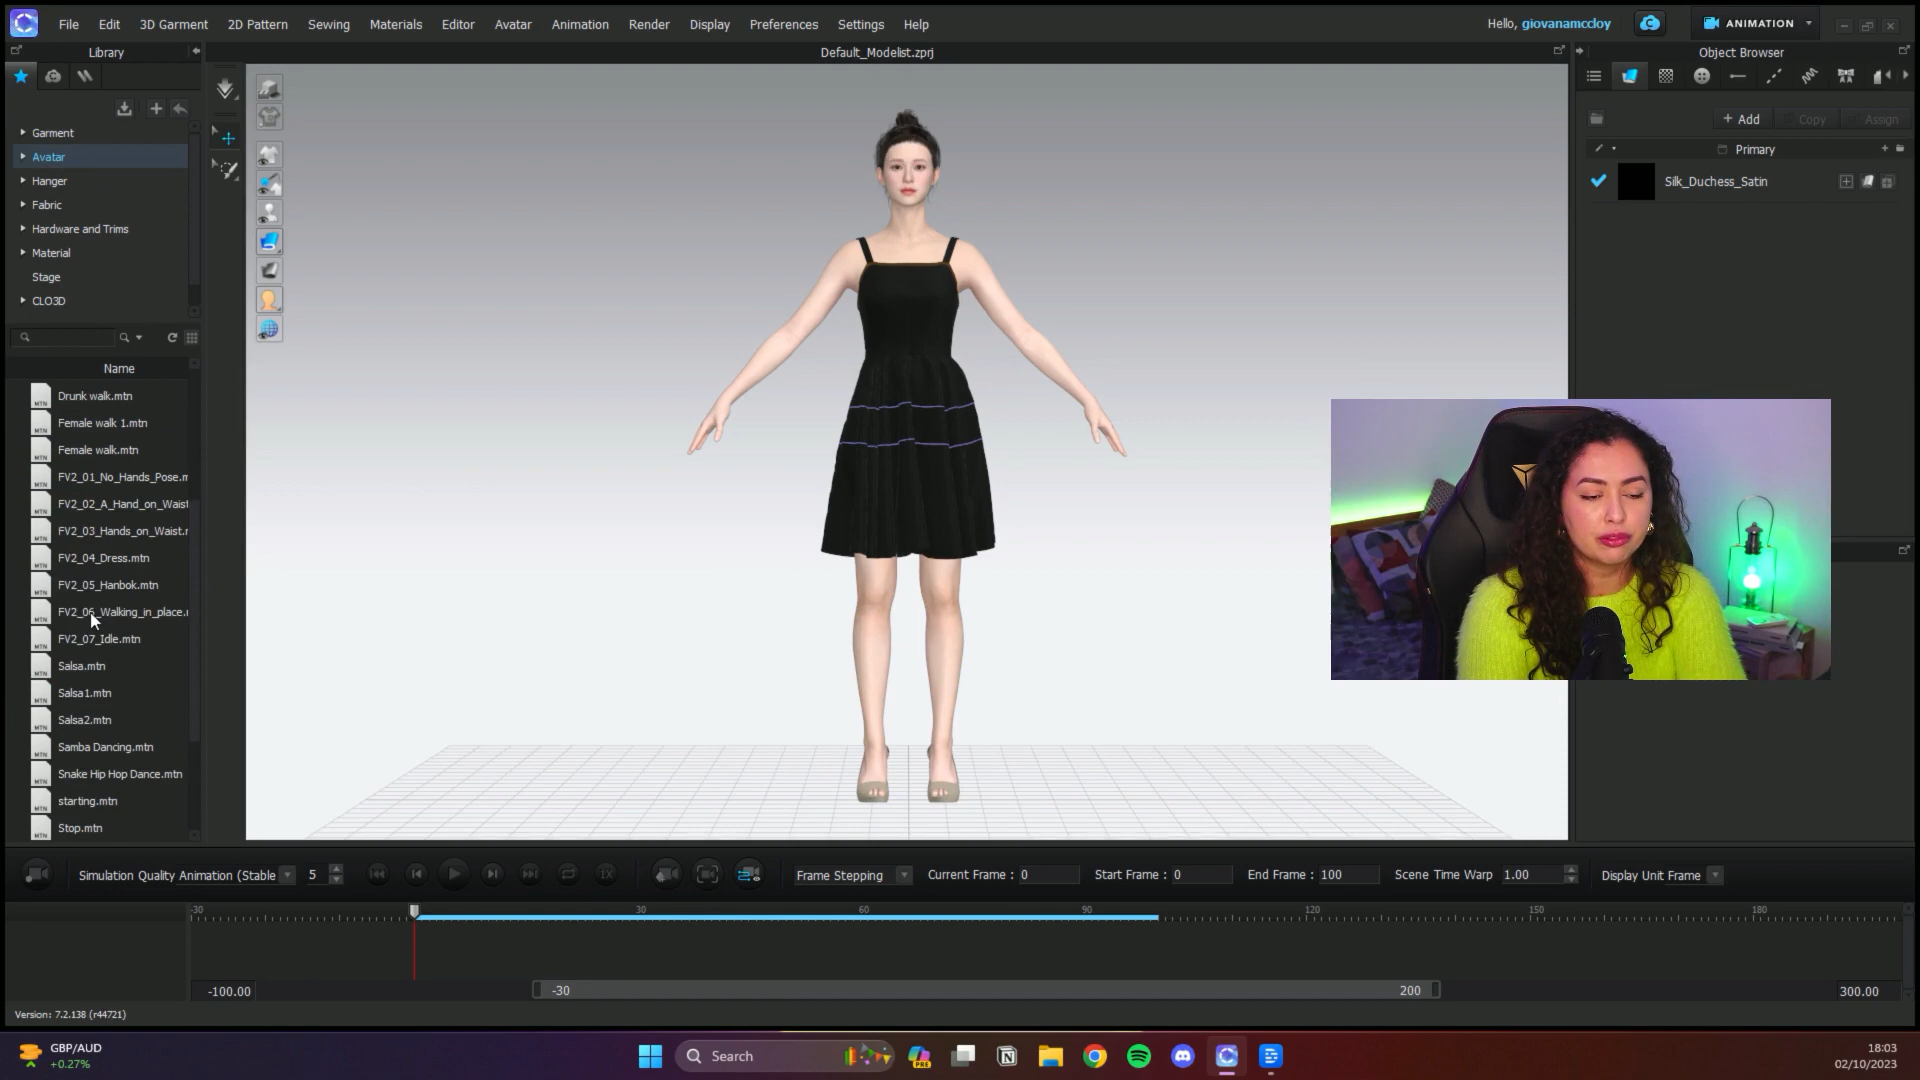 File Edit 3D Garment 2D Pattern Sewing Materials Editor Avatar Animation Render Display Preferences Settings Help
Hello, giovanamccloy
ANIMATION
Library
Default_Modelist.zprj
Object Browser
Garment
Avatar
Hanger
Fabric
Hardware and Trims
Material
Stage
CLO3D
+ Add Copy Assign
Primary
Silk_Duchess_Satin
Name
Drunk walk.mtn
Female walk 1.mtn
Female walk.mtn
FV2_01_No_Hands_Pose.m
FV2_02_A_Hand_on_Waist
FV2_03_Hands_on_Waist.r
FV2_04_Dress.mtn
FV2_05_Hanbok.mtn
FV2_06_Walking_in_place.r
FV2_07_Idle.mtn
Salsa.mtn
Salsa1.mtn
Salsa2.mtn
Samba Dancing.mtn
Snake Hip Hop Dance.mtn
starting.mtn
Stop.mtn
Simulation Quality Animation (Stable 5 1X Frame Stepping Current Frame : 0 Start Frame : 0 End Frame : 100 Scene Time Warp 1.00 Display Unit Frame
-30 30 60 90 120 150 180
-100.00 -30 200 300.00
Version: 7.2.138 (r44721)
GBP/AUD
+0.27%
Search
PRE
18:03
02/10/2023